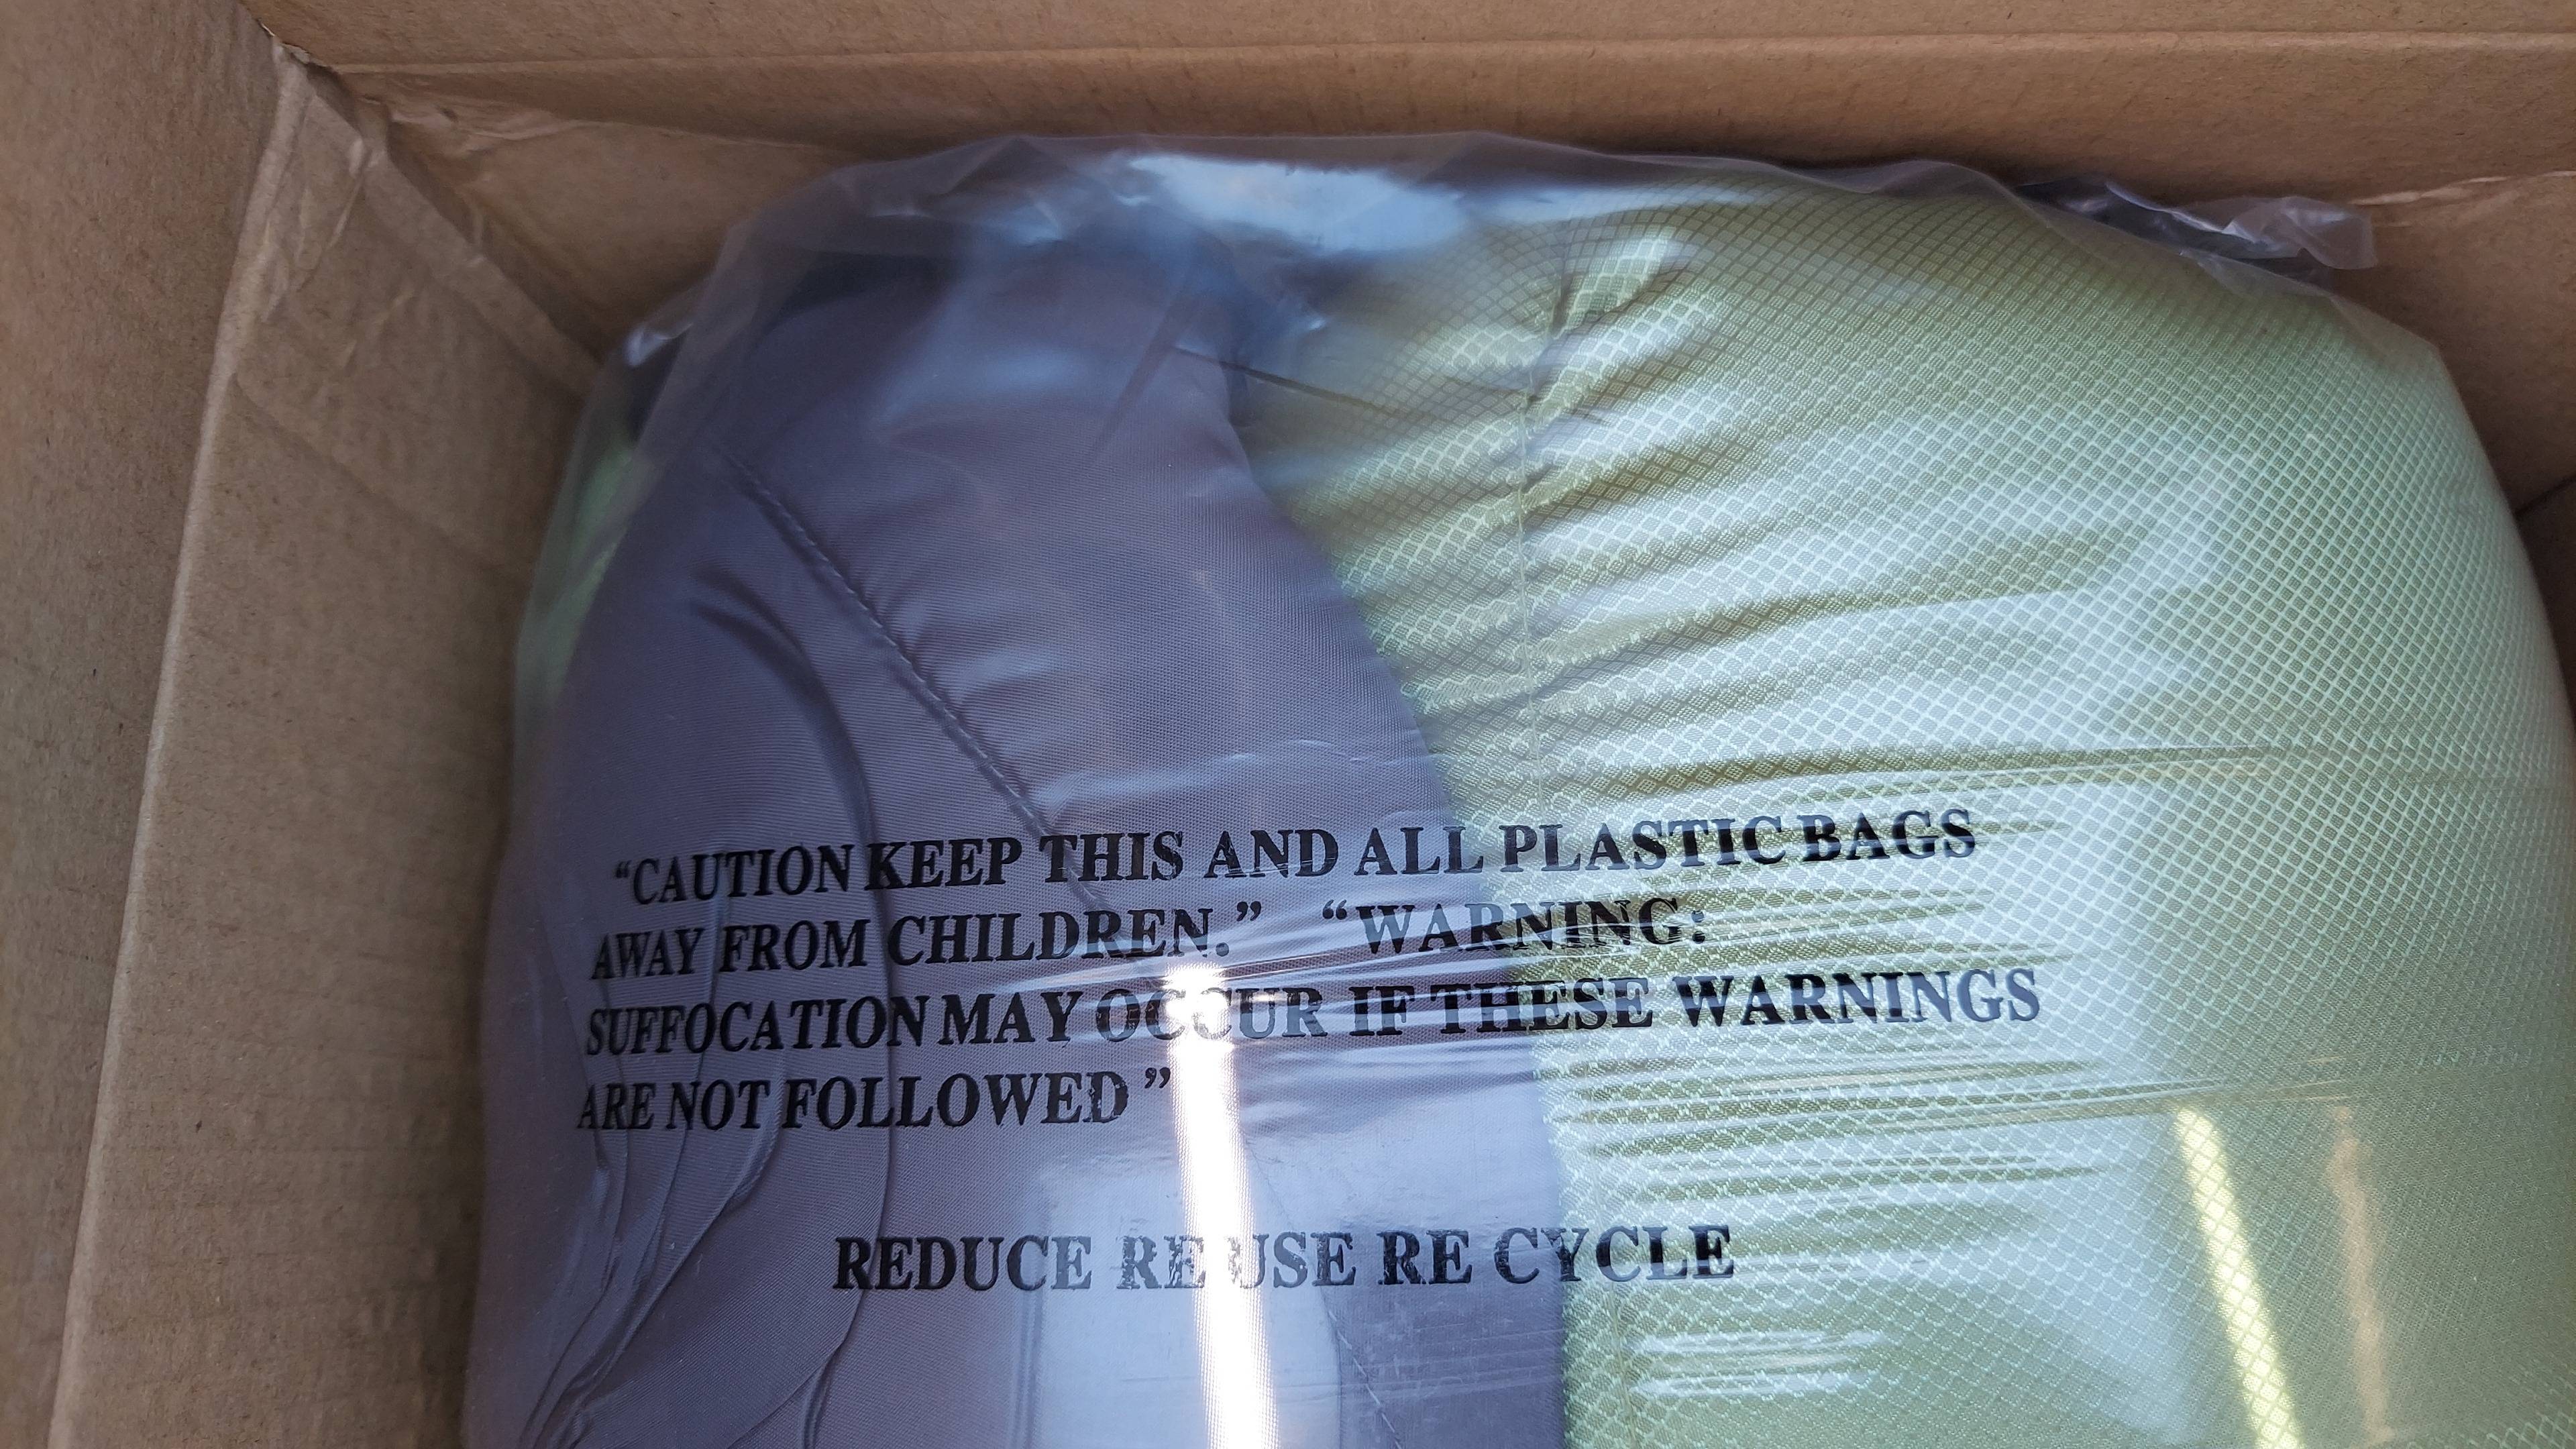 “CAUTION KEEP THIS AND ALL PLASTIC BAGS
AWAY FROM CHILDREN.” “WARNING:
SUFFOCATION MAY OCCUR IF THESE WARNINGS
ARE NOT FOLLOWED”
REDUCE RE USE RE CYCLE